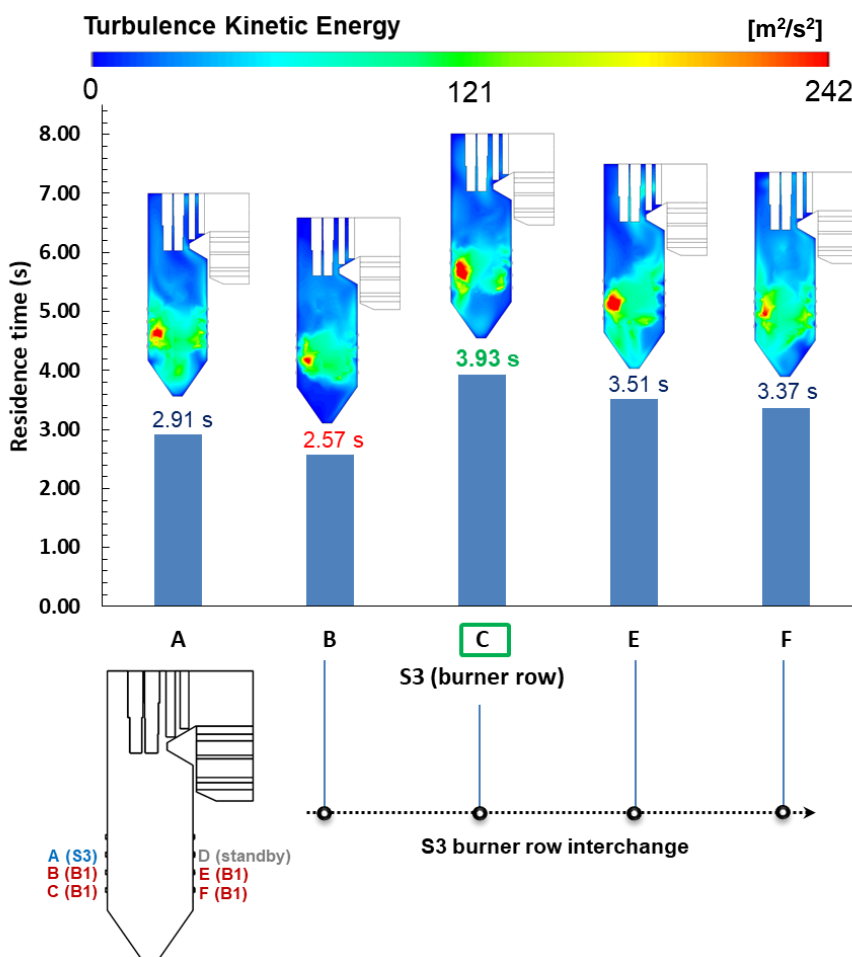 Turbulence Kinetic Energy [m²/s²]
0 121 242
8.00
7.00
6.00
5.00
4.00
3.00
2.00
1.00
0.00
Residence time (s)
2.91 s
2.57 s
3.93 s
3.51 s
3.37 s
A B C E F
S3 (burner row)
S3 burner row interchange
A (S3) D (standby)
B (B1) E (B1)
C (B1) F (B1)